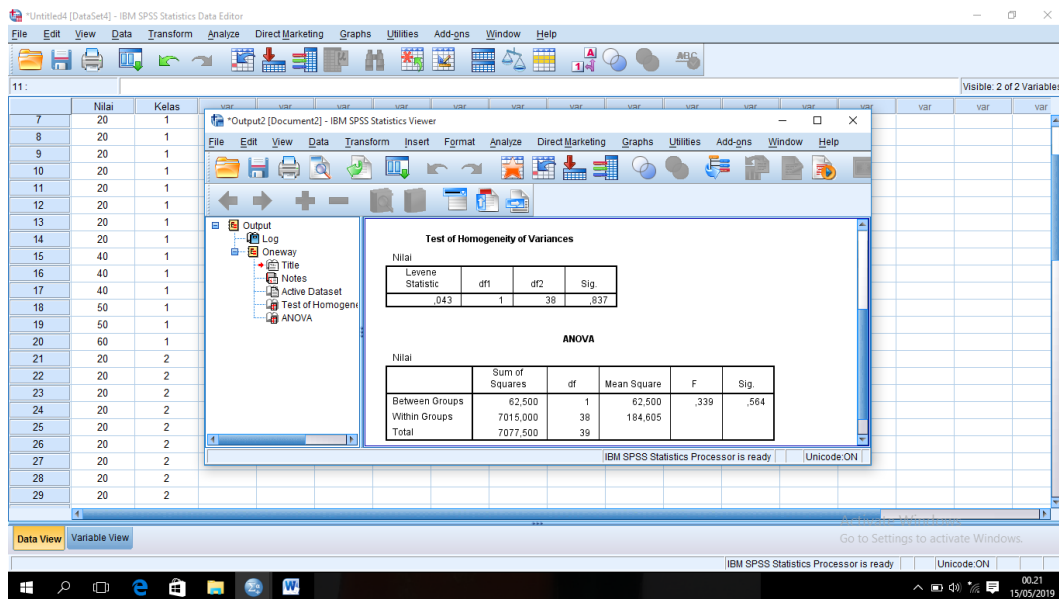 *Untitled4 [DataSet4] - IBM SPSS Statistics Data Editor
File Edit View Data Transform Analyze Direct Marketing Graphs Utilities Add-ons Window Help
11 :
Visible: 2 of 2 Variables
Nilai Kelas var var var var var var var var var var var var var var var
7 20 1
8 20 1
9 20 1
10 20 1
11 20 1
12 20 1
13 20 1
14 20 1
15 40 1
16 40 1
17 40 1
18 50 1
19 50 1
20 60 1
21 20 2
22 20 2
23 20 2
24 20 2
25 20 2
26 20 2
27 20 2
28 20 2
29 20 2
*Output2 [Document2] - IBM SPSS Statistics Viewer
File Edit View Data Transform Insert Format Analyze Direct Marketing Graphs Utilities Add-ons Window Help
Output
Log
Oneway
Title
Notes
Active Dataset
Test of Homogene
ANOVA
Test of Homogeneity of Variances
Nilai
Levene Statistic df1 df2 Sig.
,043 1 38 ,837
ANOVA
Nilai
Sum of Squares df Mean Square F Sig.
Between Groups 62,500 1 62,500 ,339 ,564
Within Groups 7015,000 38 184,605
Total 7077,500 39
IBM SPSS Statistics Processor is ready Unicode:ON
Data View Variable View
Activate Windows
Go to Settings to activate Windows.
IBM SPSS Statistics Processor is ready Unicode:ON
00.21
15/05/2019